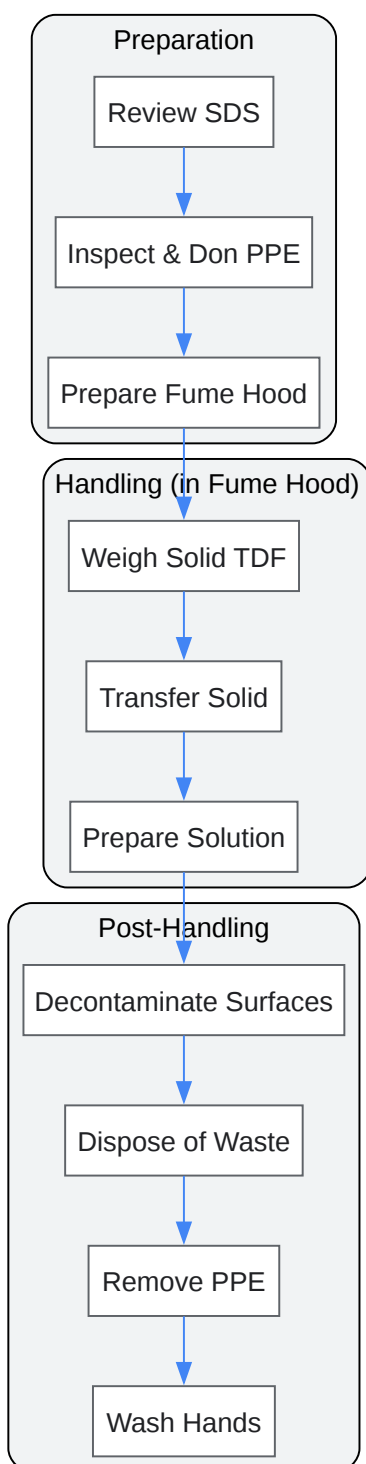 Preparation
Review SDS
Inspect & Don PPE
Prepare Fume Hood
Handling (in Fume Hood)
Weigh Solid TDF
Transfer Solid
Prepare Solution
Post-Handling
Decontaminate Surfaces
Dispose of Waste
Remove PPE
Wash Hands